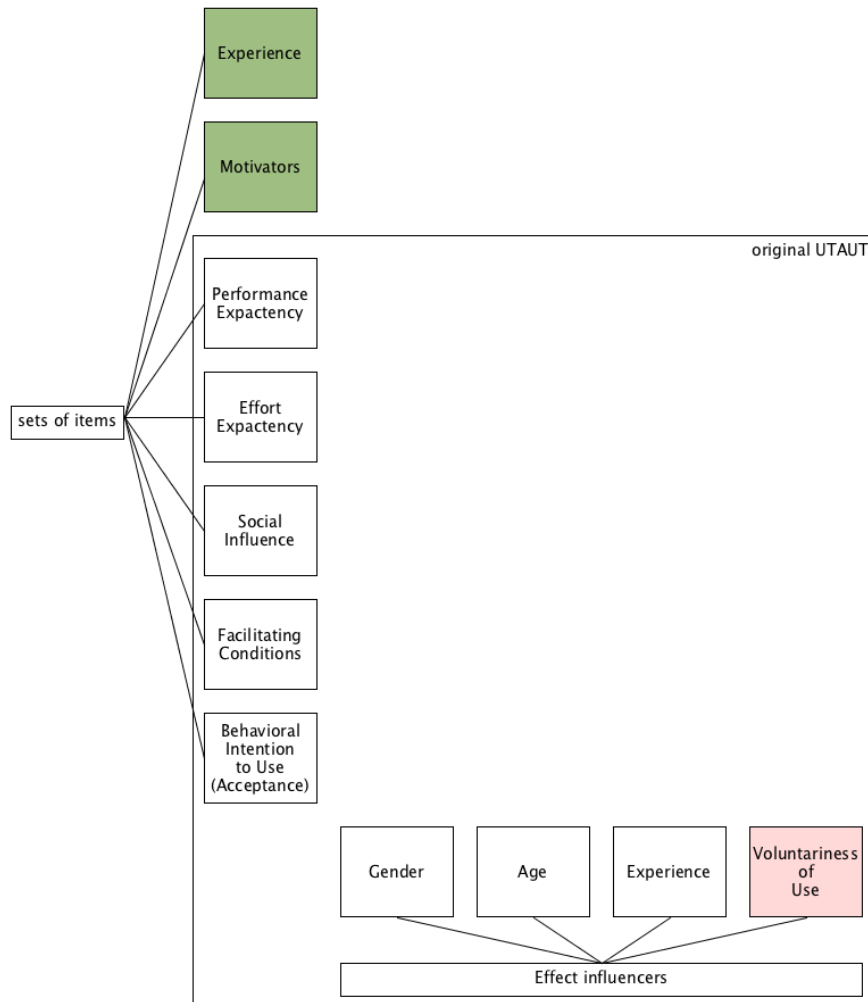 Experience
Motivators
original UTAUT
Performance
Expactency
sets of items
Effort
Expactency
Social
Influence
Facilitating
Conditions
Behavioral
Intention
to Use
(Acceptance)
Gender
Age
Experience
Voluntariness
of
Use
Effect influencers